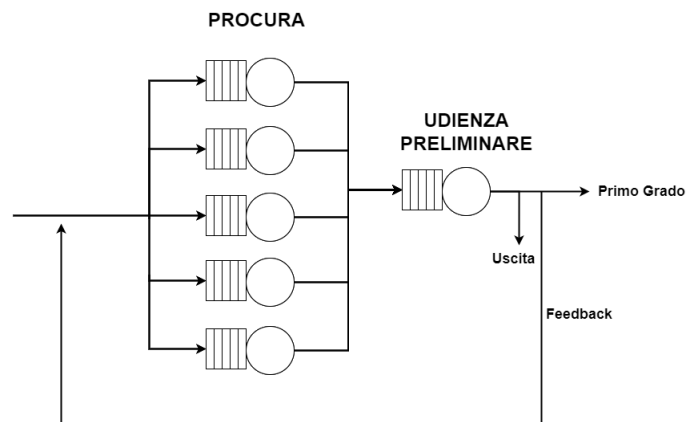 PROCURA
UDIENZA
PRELIMINARE
Primo Grado
Uscita
Feedback